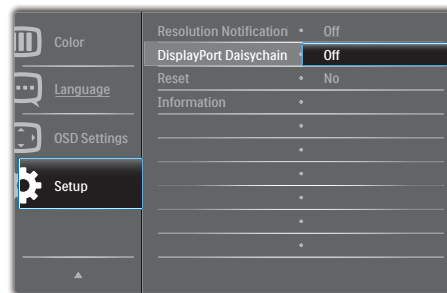 Color
Language
OSD Settings
Setup
Resolution Notification Off
DisplayPort Daisychain Off
Reset No
Information